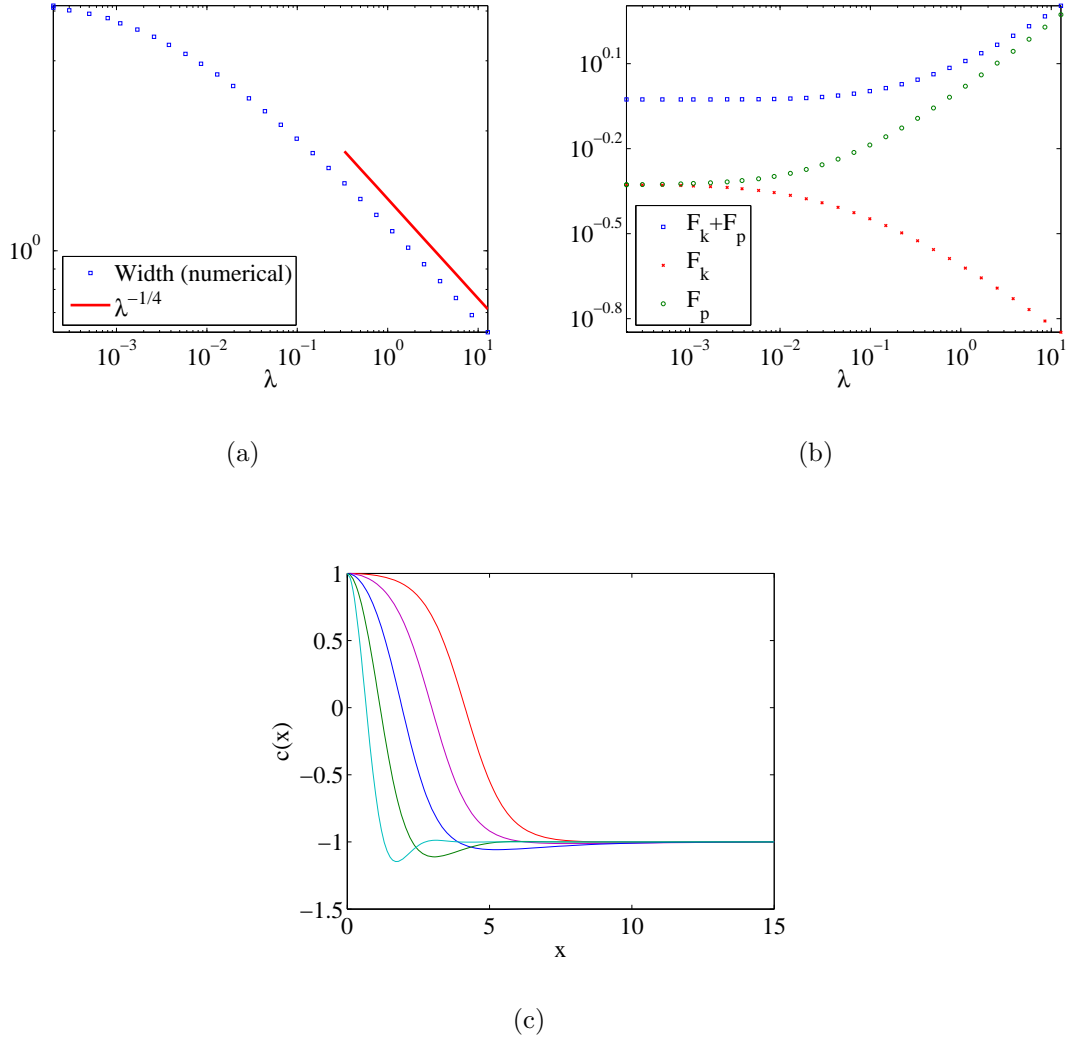 10^0
Width (numerical)
λ^{−1/4}
10^{−3} 10^{−2} 10^{−1} 10^0 10^1
λ
(a)
10^{0.1}
10^{−0.2}
10^{−0.5}
10^{−0.8}
F_k+F_p
F_k
F_p
10^{−3} 10^{−2} 10^{−1} 10^0 10^1
λ
(b)
1
0.5
0
−0.5
−1
−1.5
c(x)
0 5 10 15
x
(c)